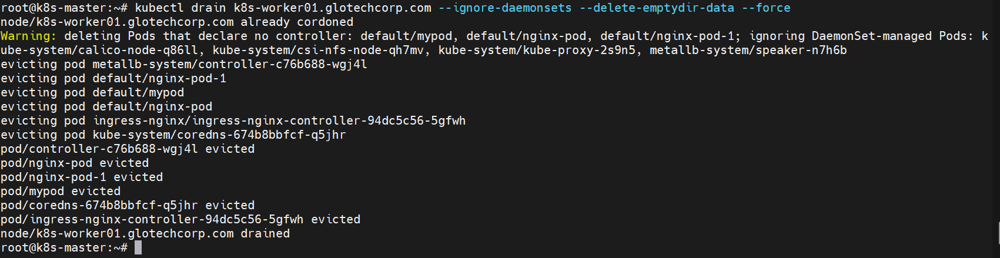 root@k8s-master:~# kubectl drain k8s-worker01.glotechcorp.com --ignore-daemonsets --delete-emptydir-data --force
node/k8s-worker01.glotechcorp.com already cordoned
Warning: deleting Pods that declare no controller: default/mypod, default/nginx-pod, default/nginx-pod-1; ignoring DaemonSet-managed Pods: k
ube-system/calico-node-q86ll, kube-system/csi-nfs-node-qh7mv, kube-system/kube-proxy-2s9n5, metallb-system/speaker-n7h6b
evicting pod metallb-system/controller-c76b688-wgj4l
evicting pod default/nginx-pod-1
evicting pod default/mypod
evicting pod default/nginx-pod
evicting pod ingress-nginx/ingress-nginx-controller-94dc5c56-5gfwh
evicting pod kube-system/coredns-674b8bbfcf-q5jhr
pod/controller-c76b688-wgj4l evicted
pod/nginx-pod evicted
pod/nginx-pod-1 evicted
pod/mypod evicted
pod/coredns-674b8bbfcf-q5jhr evicted
pod/ingress-nginx-controller-94dc5c56-5gfwh evicted
node/k8s-worker01.glotechcorp.com drained
root@k8s-master:~#